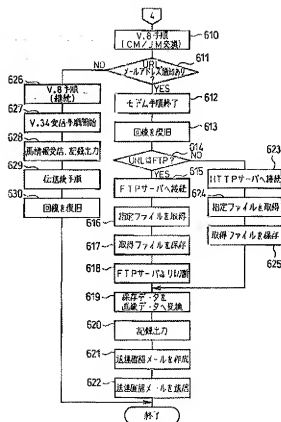 4
V.8手順
(CM/JM交換)
610
URL
メールアドレス通知あり?
611
NO
YES
626
V.8手順
(継続)
627
V.34交信手順開始
628
画情報受信、記録出力
629
伝送後手順
630
回線を復旧
モデム手順終了
612
回線を復旧
613
URLはFTP?
614
NO
YES
615
FTPサーバへ接続
616
指定ファイルを取得
617
取得ファイルを保存
618
FTPサーバより切断
623
HTTPサーバへ接続
624
指定ファイルを取得
取得ファイルを保存
625
619
保存データを
画像データへ変換
620
記録出力
621
送達確認メールを作成
622
送達確認メールを送信
終了